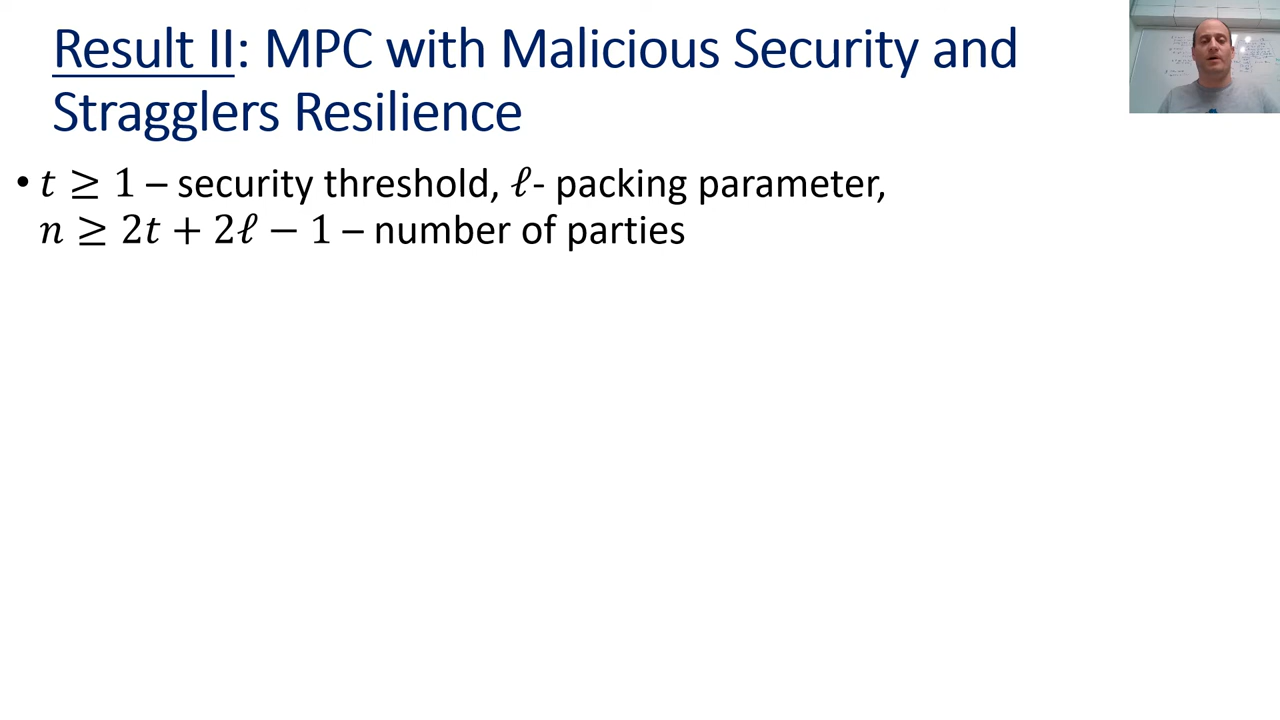 Result II: MPC with Malicious Security and
Stragglers Resilience
• t ≥ 1 – security threshold, ℓ- packing parameter,
n ≥ 2t + 2ℓ − 1 – number of parties